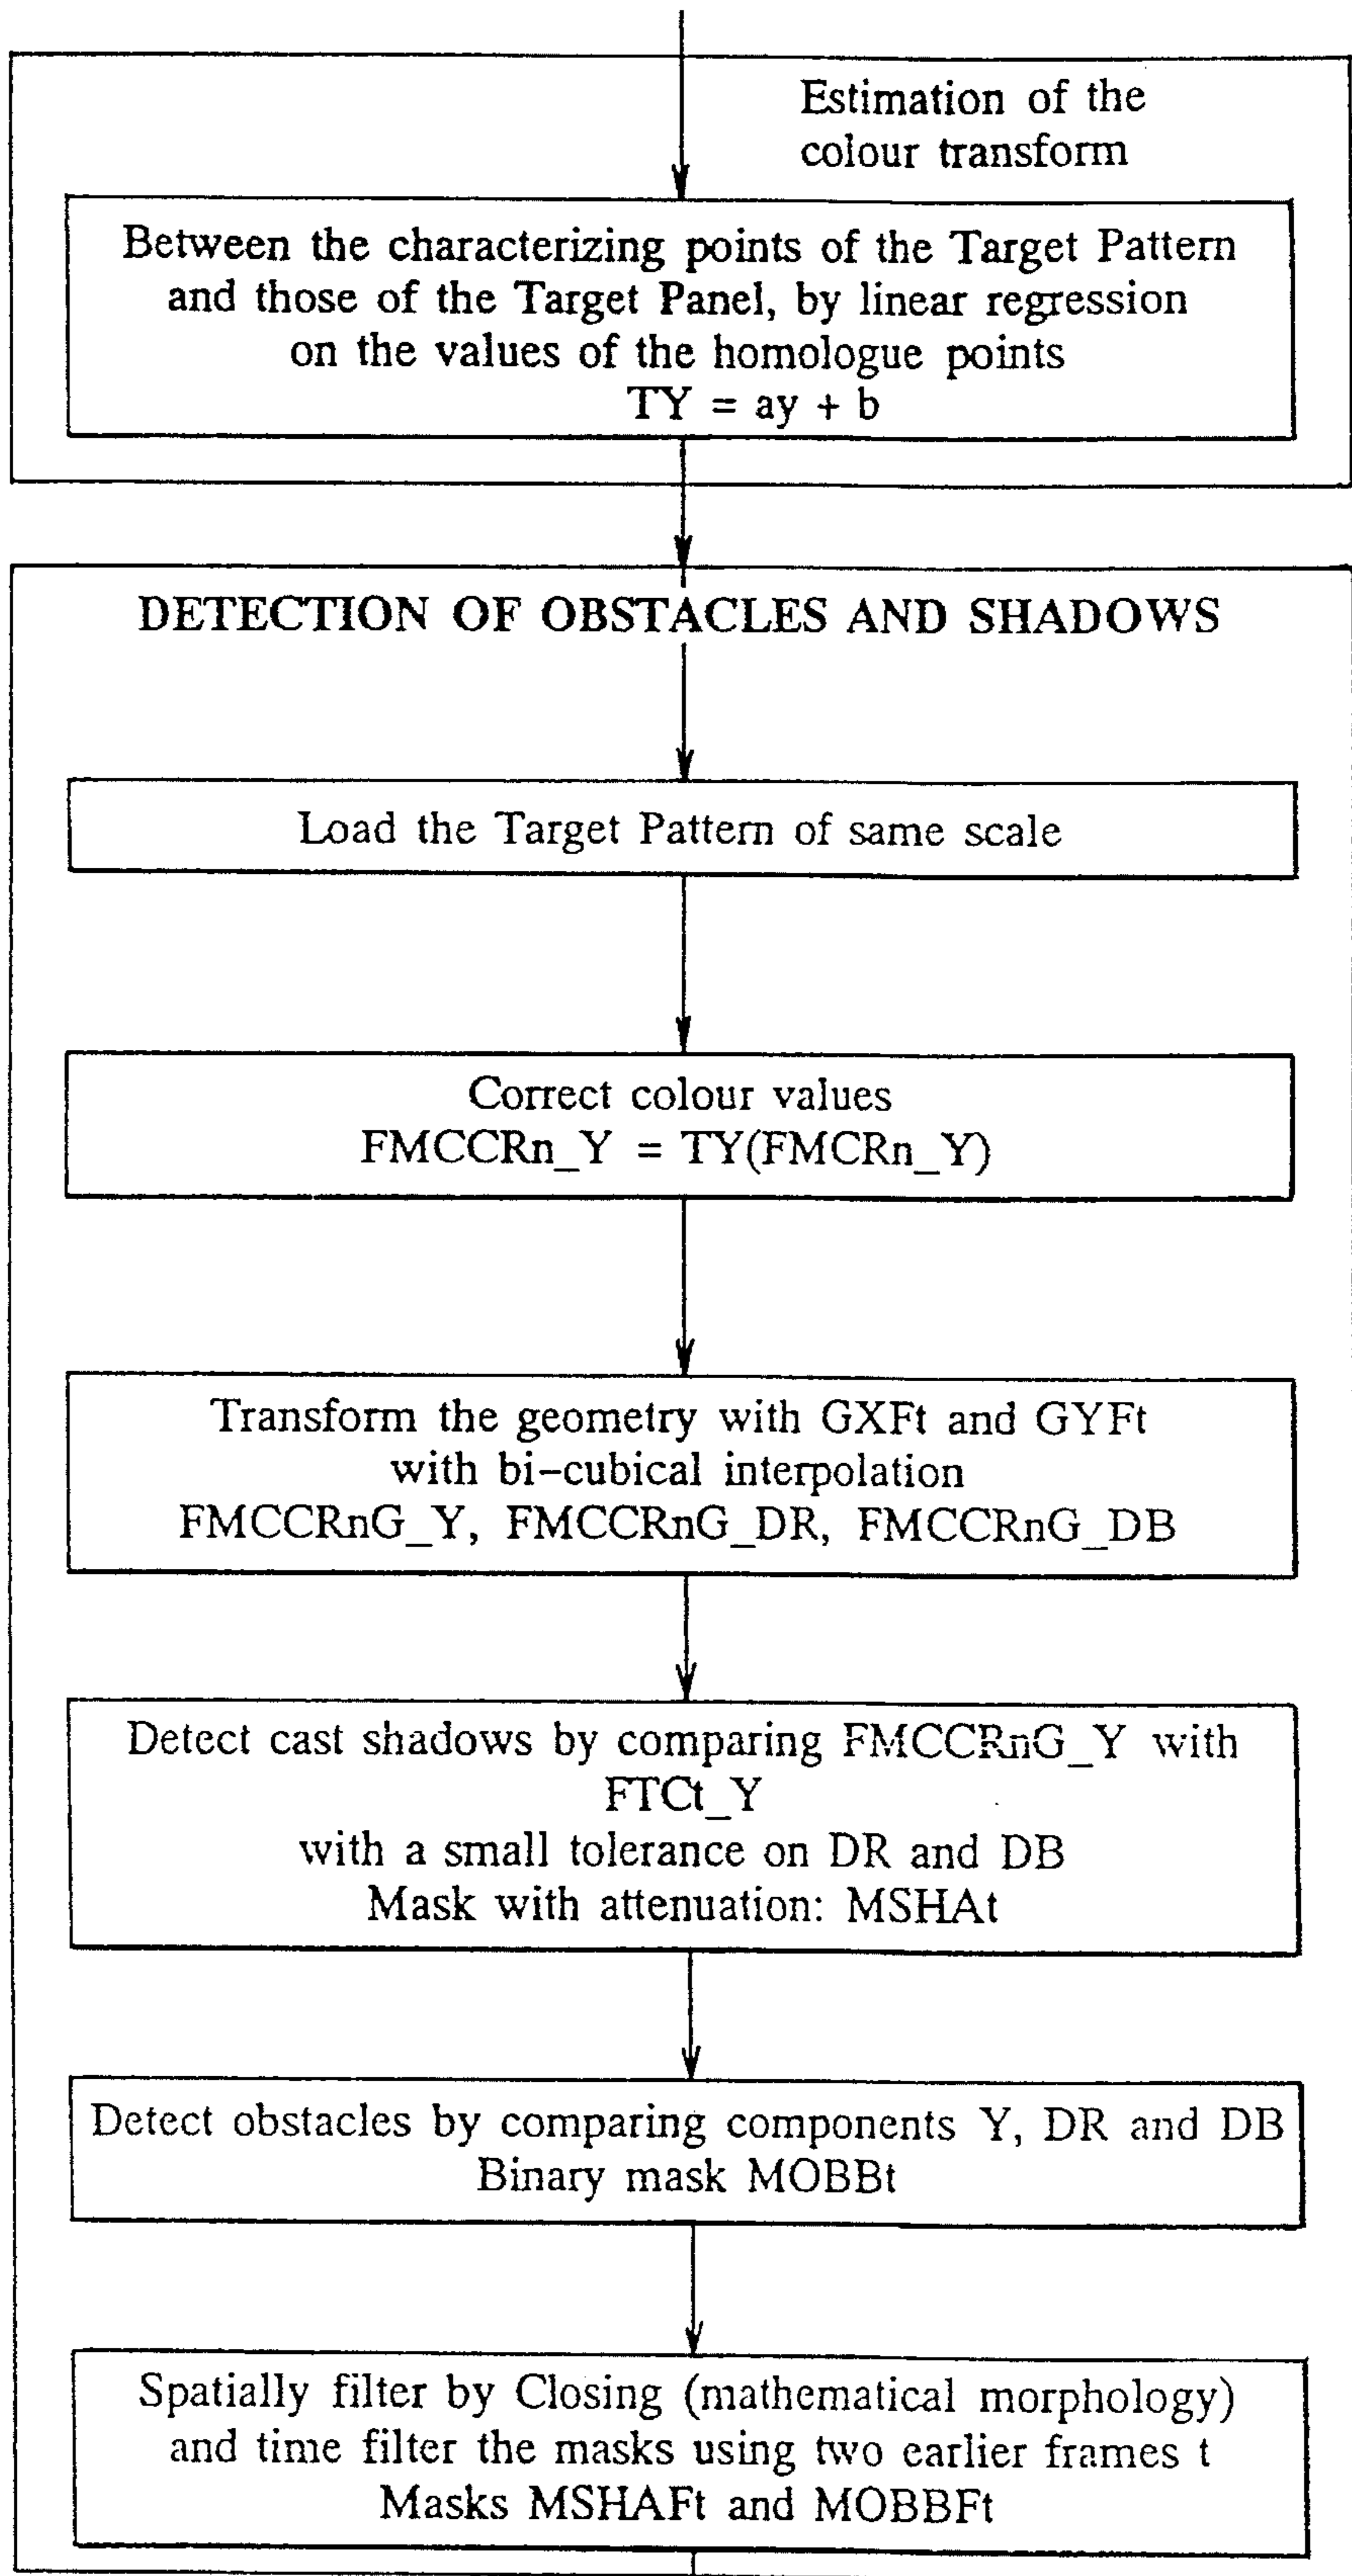 Estimation of the
colour transform
Between the characterizing points of the Target Pattern
and those of the Target Panel, by linear regression
on the values of the homologue points
TY = ay + b
DETECTION OF OBSTACLES AND SHADOWS
Load the Target Pattern of same scale
Correct colour values
FMCCRn_Y = TY(FMCRn_Y)
Transform the geometry with GXFt and GYFt
with bi-cubical interpolation
FMCCRnG_Y, FMCCRnG_DR, FMCCRnG_DB
Detect cast shadows by comparing FMCCRnG_Y with
FTCt_Y
with a small tolerance on DR and DB
Mask with attenuation: MSHAt
Detect obstacles by comparing components Y, DR and DB
Binary mask MOBBt
Spatially filter by Closing (mathematical morphology)
and time filter the masks using two earlier frames t
Masks MSHAFt and MOBBFt